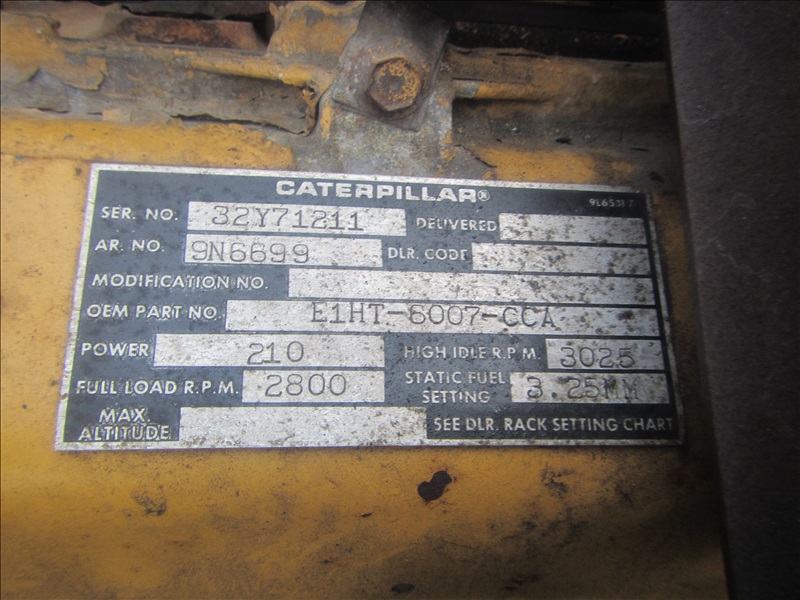 CATERPILLAR®
9L6531 7
SER. NO. 32Y71211 DELIVERED
AR. NO. 9N6699 DLR. CODE
MODIFICATION NO.
OEM PART NO. E1HT-6007-CCA
POWER 210 HIGH IDLE R.P.M. 3025
FULL LOAD R.P.M. 2800 STATIC FUEL SETTING 3.25MM
MAX. ALTITUDE SEE DLR. RACK SETTING CHART